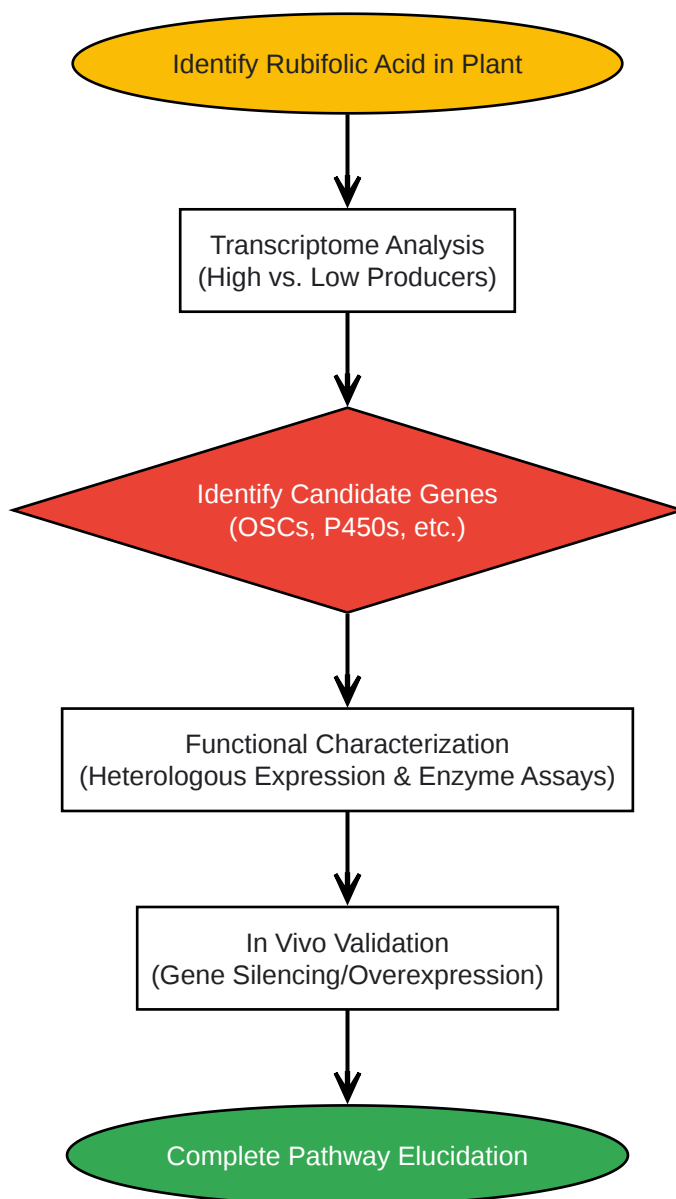 Identify Rubifolic Acid in Plant
Transcriptome Analysis
(High vs. Low Producers)
Identify Candidate Genes
(OSCs, P450s, etc.)
Functional Characterization
(Heterologous Expression & Enzyme Assays)
In Vivo Validation
(Gene Silencing/Overexpression)
Complete Pathway Elucidation